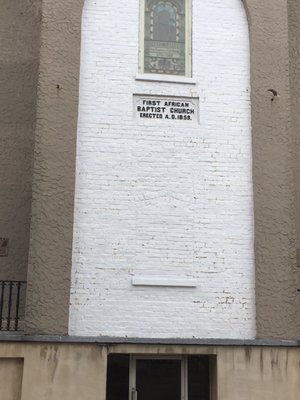 FIRST AFRICAN
BAPTIST CHURCH
ERECTED A.D. 1859.